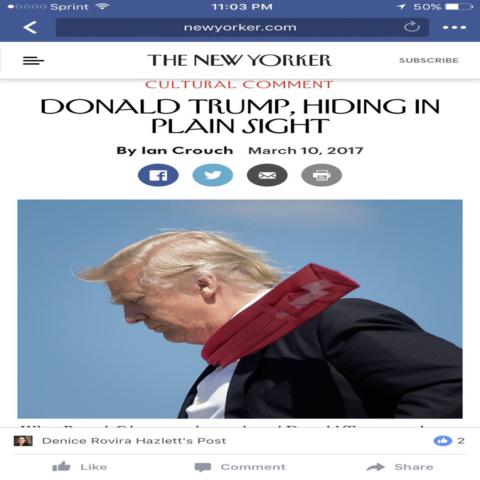 Sprint 11:03 PM 50%
newyorker.com
THE NEW YORKER SUBSCRIBE
CULTURAL COMMENT
DONALD TRUMP, HIDING IN
PLAIN SIGHT
By Ian Crouch March 10, 2017
Denice Rovira Hazlett's Post 2
Like Comment Share